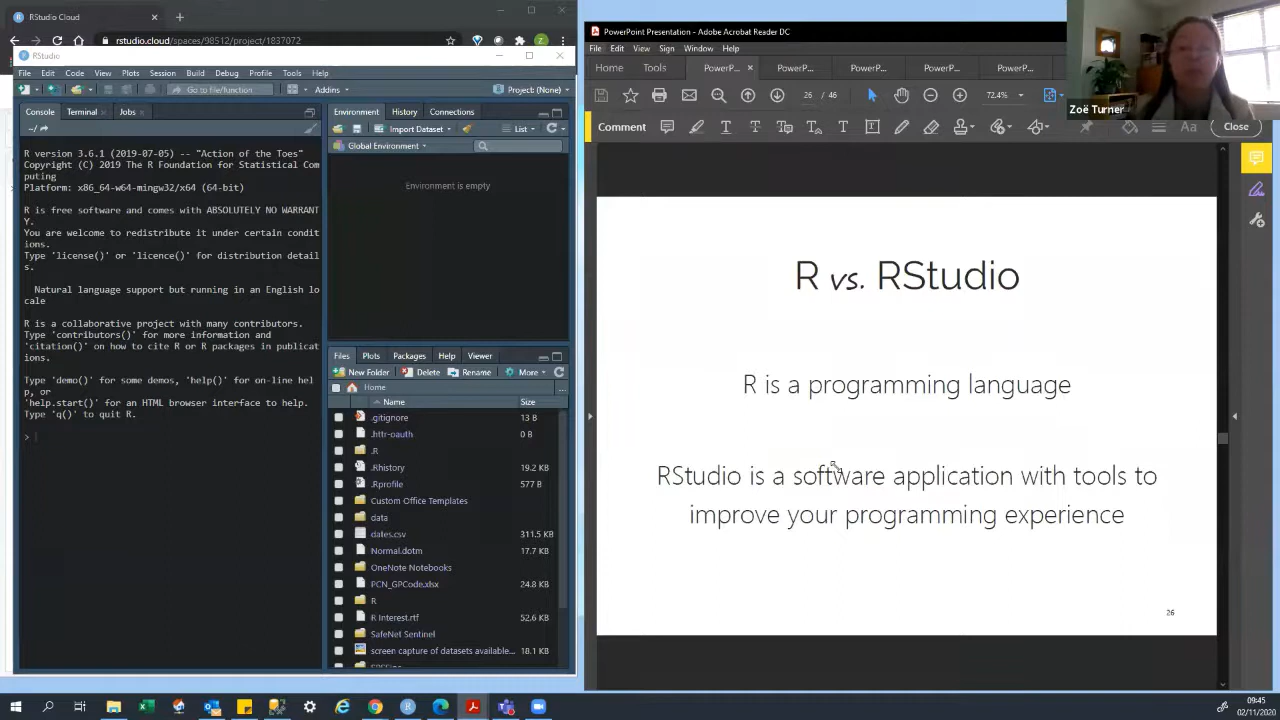 RStudio Cloud
rstudio.cloud/spaces/98512/project/1837072
RStudio
File Edit Code View Plots Session Build Debug Profile Tools Help
Go to file/function Addins Project: (None)
Console Terminal Jobs
~/
R version 3.6.1 (2019-07-05) -- "Action of the Toes"
Copyright (C) 2019 The R Foundation for Statistical Com
puting
Platform: x86_64-w64-mingw32/x64 (64-bit)
R is free software and comes with ABSOLUTELY NO WARRANT
Y.
You are welcome to redistribute it under certain condit
ions.
Type 'license()' or 'licence()' for distribution detail
s.
Natural language support but running in an English lo
cale
R is a collaborative project with many contributors.
Type 'contributors()' for more information and
'citation()' on how to cite R or R packages in publicat
ions.
Type 'demo()' for some demos, 'help()' for on-line hel
p, or
'help.start()' for an HTML browser interface to help.
Type 'q()' to quit R.
>
Environment History Connections
Import Dataset List
Global Environment
Environment is empty
Files Plots Packages Help Viewer
New Folder Delete Rename More
Home ...
Name Size
.gitignore 13 B
.httr-oauth 0 B
.R
.Rhistory 19.2 KB
.Rprofile 577 B
Custom Office Templates
data
dates.csv 311.5 KB
Normal.dotm 17.7 KB
OneNote Notebooks
PCN_GPCode.xlsx 24.8 KB
R
R Interest.rtf 52.6 KB
SafeNet Sentinel
screen capture of datasets available... 18.1 KB
PowerPoint Presentation - Adobe Acrobat Reader DC
File Edit View Sign Window Help
Home Tools PowerP... PowerP... PowerP... PowerP... PowerP...
26 / 46 72.4%
Zoë Turner
Comment Aa Close
R vs. RStudio
R is a programming language
RStudio is a software application with tools to
improve your programming experience
26
09:45
02/11/2020